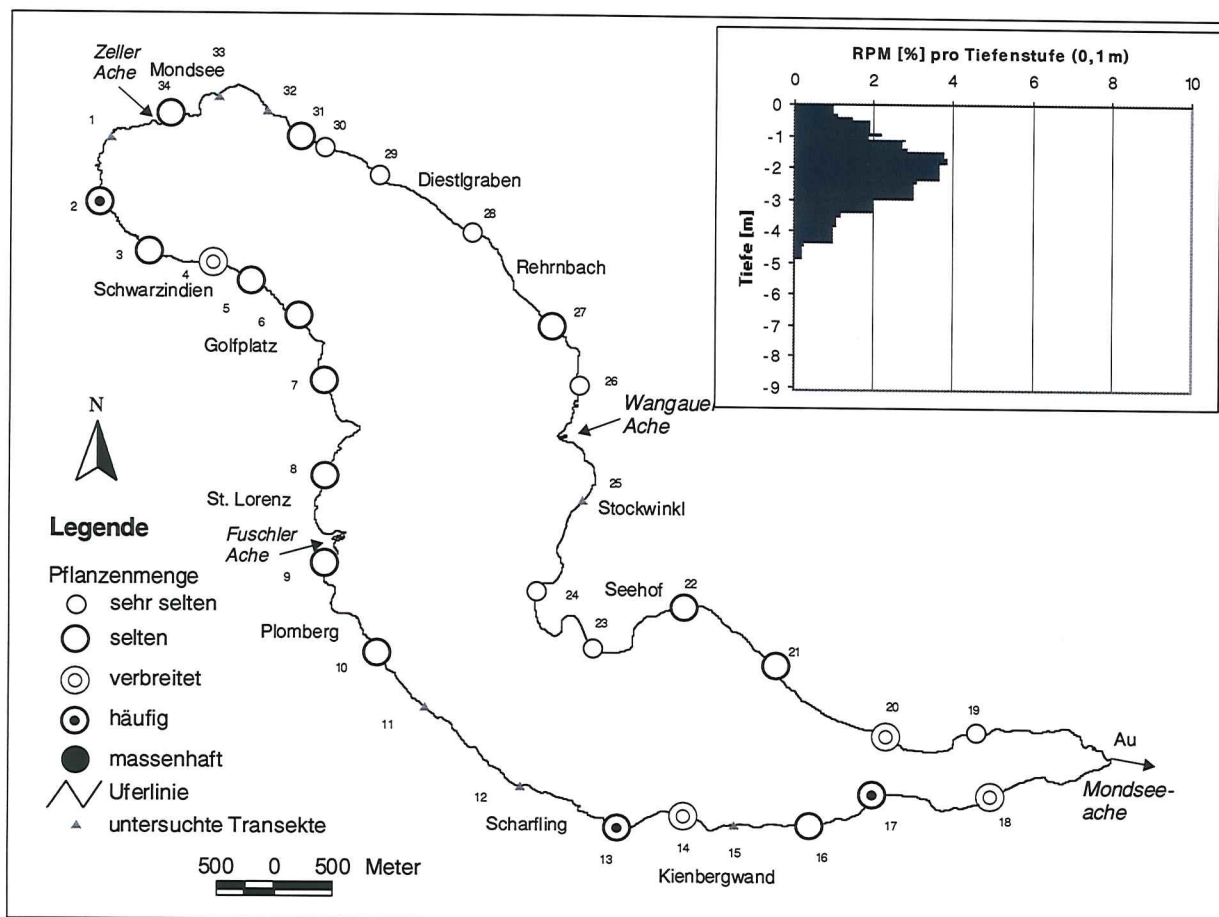 Zeller
Ache
33
Mondsee
34
32
31
30
1
29
Diestlgraben
2
28
3
4
Schwarzindien
5
6
Rehrnbach
27
Golfplatz
7
26
Wangauer
Ache
N
8
25
St. Lorenz
Stockwinkl
Fuschler
Ache
9
24
Seehof
22
23
Plomberg
10
21
11
20
19
Au
Mondsee-
ache
12
Scharfling
13
14
15
16
17
18
Kienbergwand
Legende
Pflanzenmenge
sehr selten
selten
verbreitet
häufig
massenhaft
Uferlinie
untersuchte Transekte
500 0 500 Meter
RPM [%] pro Tiefenstufe (0,1 m)
0 2 4 6 8 10
Tiefe [m]
0
-1
-2
-3
-4
-5
-6
-7
-8
-9